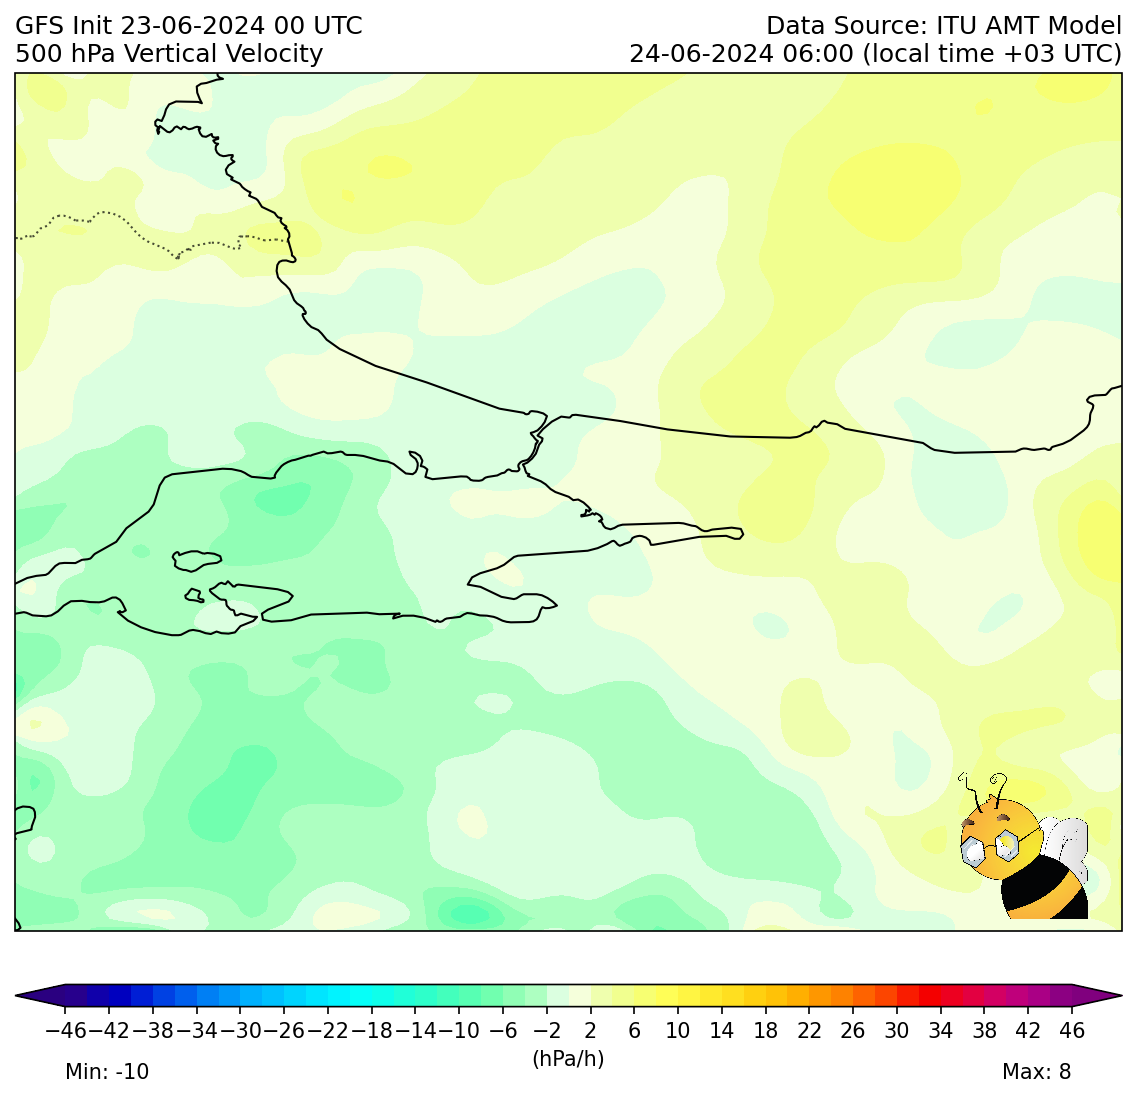 GFS Init 23-06-2024 00 UTC
500 hPa Vertical Velocity
Data Source: ITU AMT Model
24-06-2024 06:00 (local time +03 UTC)
−46 −42 −38 −34 −30 −26 −22 −18 −14 −10 −6 −2 2 6 10 14 18 22 26 30 34 38 42 46
(hPa/h)
Min: -10
Max: 8